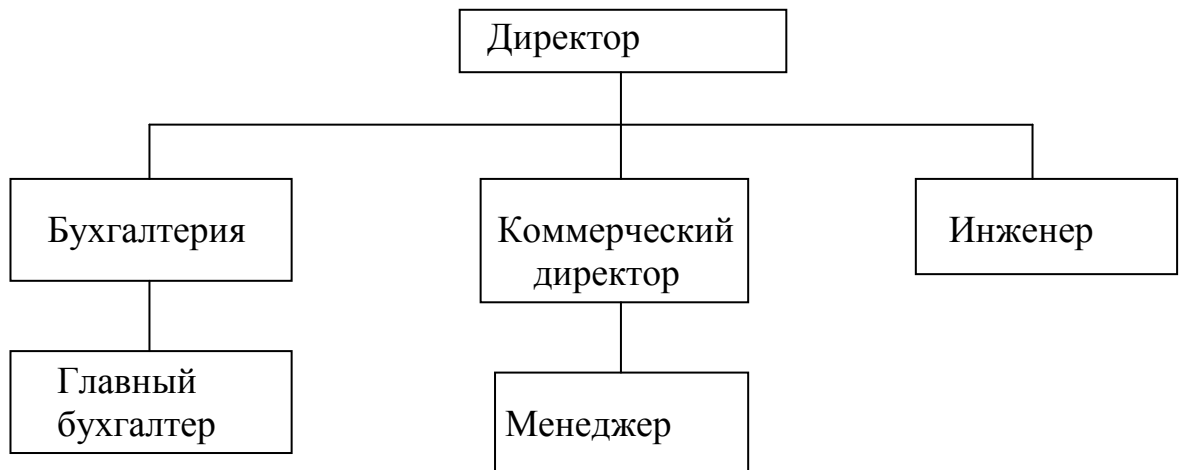 Директор
Бухгалтерия
Коммерческий
директор
Инженер
Главный
бухгалтер
Менеджер